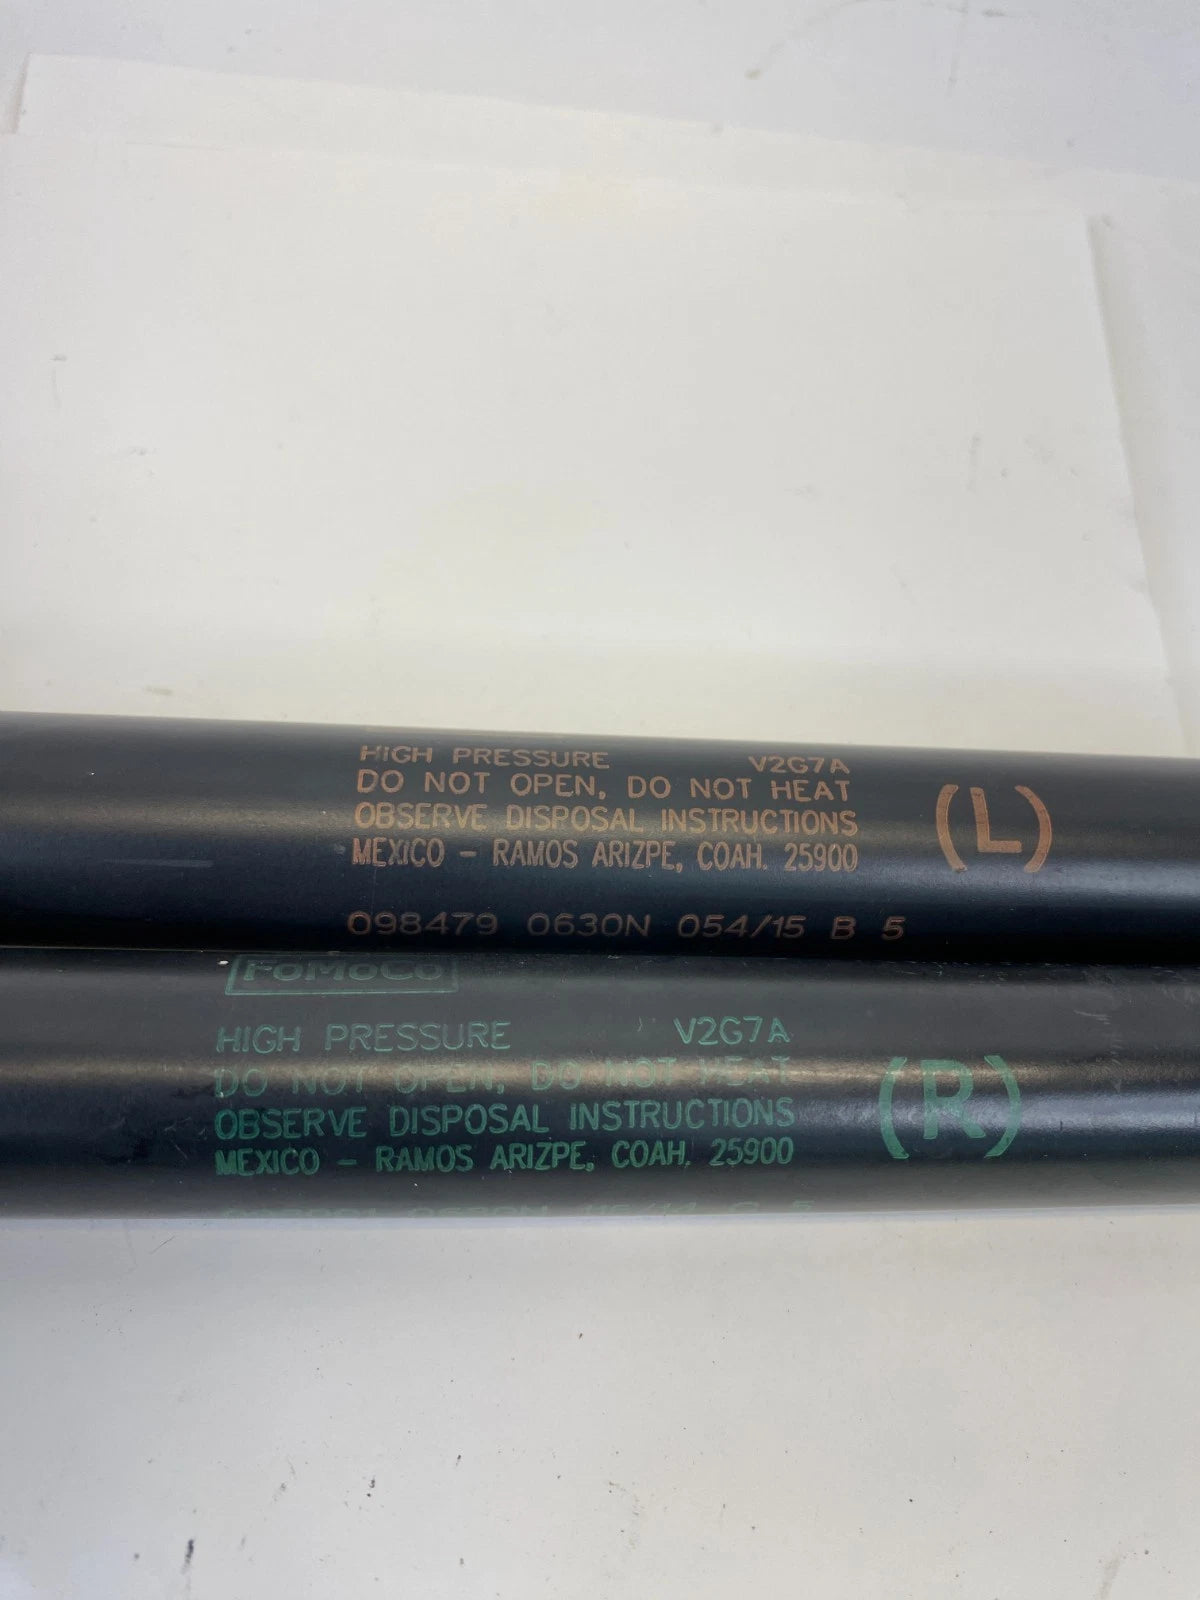 HIGH PRESSURE V2G7A
DO NOT OPEN, DO NOT HEAT
OBSERVE DISPOSAL INSTRUCTIONS
MEXICO - RAMOS ARIZPE, COAH. 25900
(L)
098479 0630N 054/15 B 5
FoMoCo
HIGH PRESSURE V2G7A
DO NOT OPEN, DO NOT HEAT
OBSERVE DISPOSAL INSTRUCTIONS
MEXICO - RAMOS ARIZPE, COAH. 25900
(R)
0630N